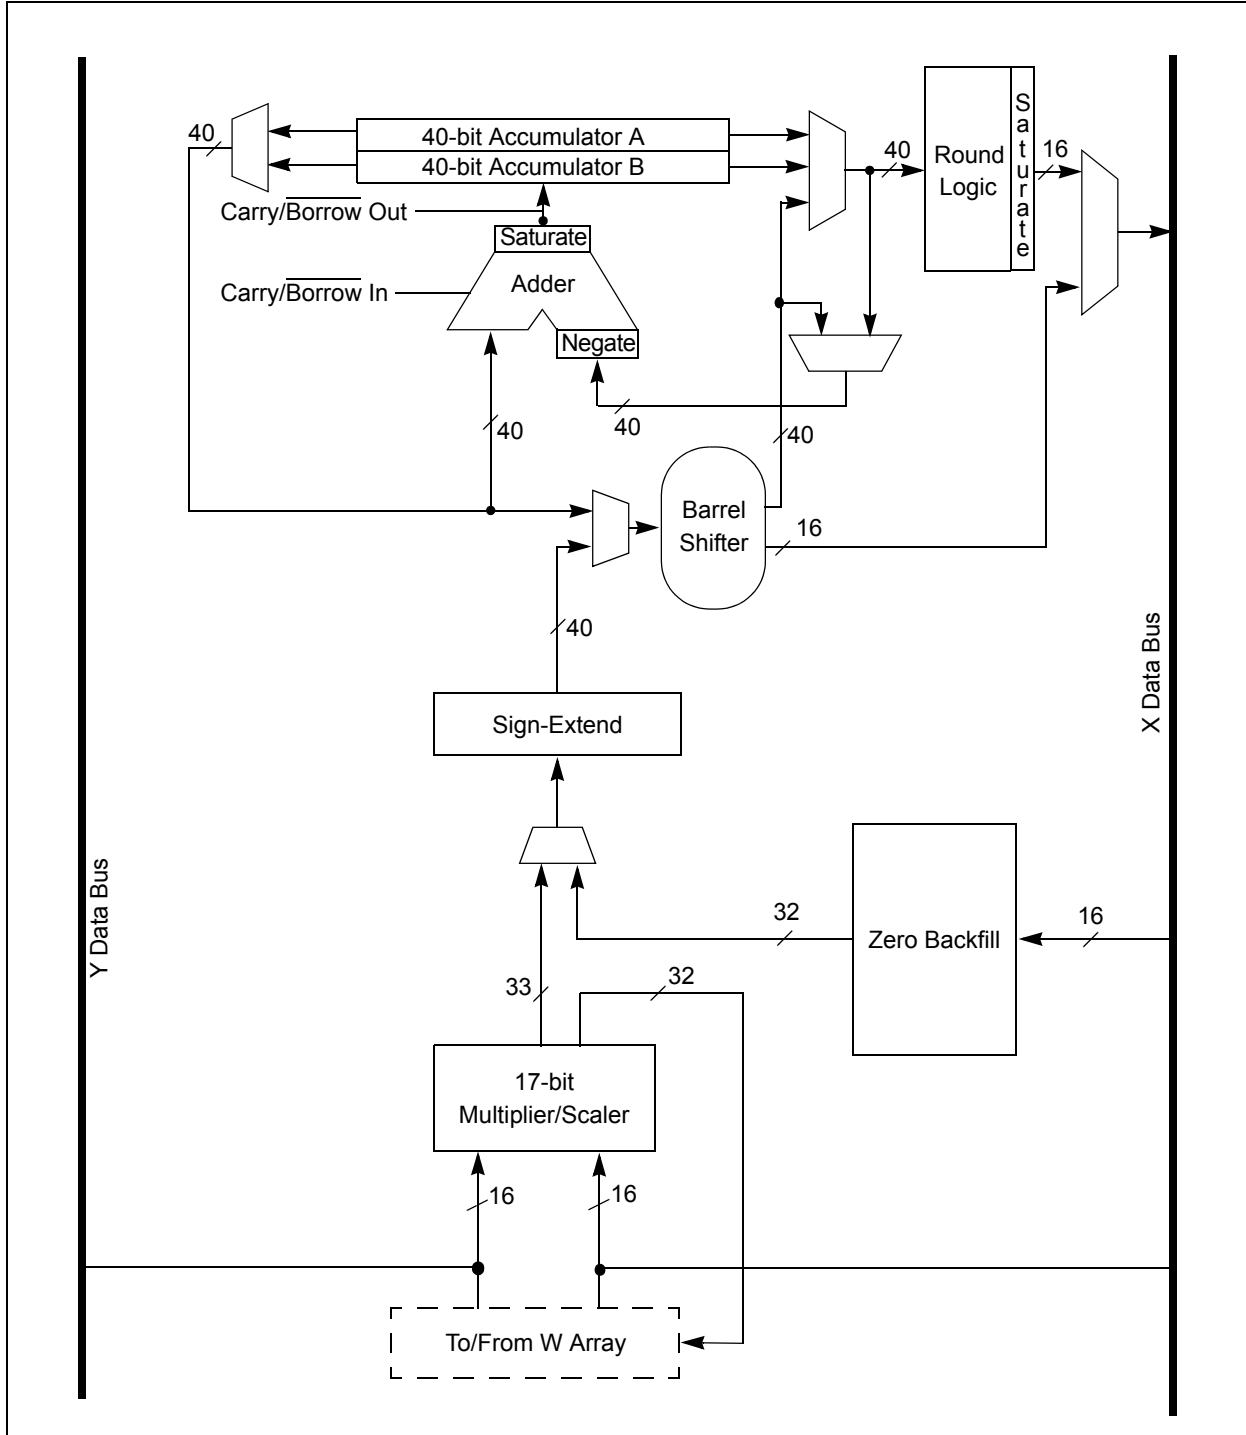 40
40-bit Accumulator A
40-bit Accumulator B
Carry/Borrow Out
Saturate
Carry/Borrow In
Adder
Negate
40
Round
Logic
Saturate
16
40
40
40
Barrel
Shifter
16
40
Sign-Extend
X Data Bus
Y Data Bus
32
Zero Backfill
16
33
32
17-bit
Multiplier/Scaler
16
16
To/From W Array